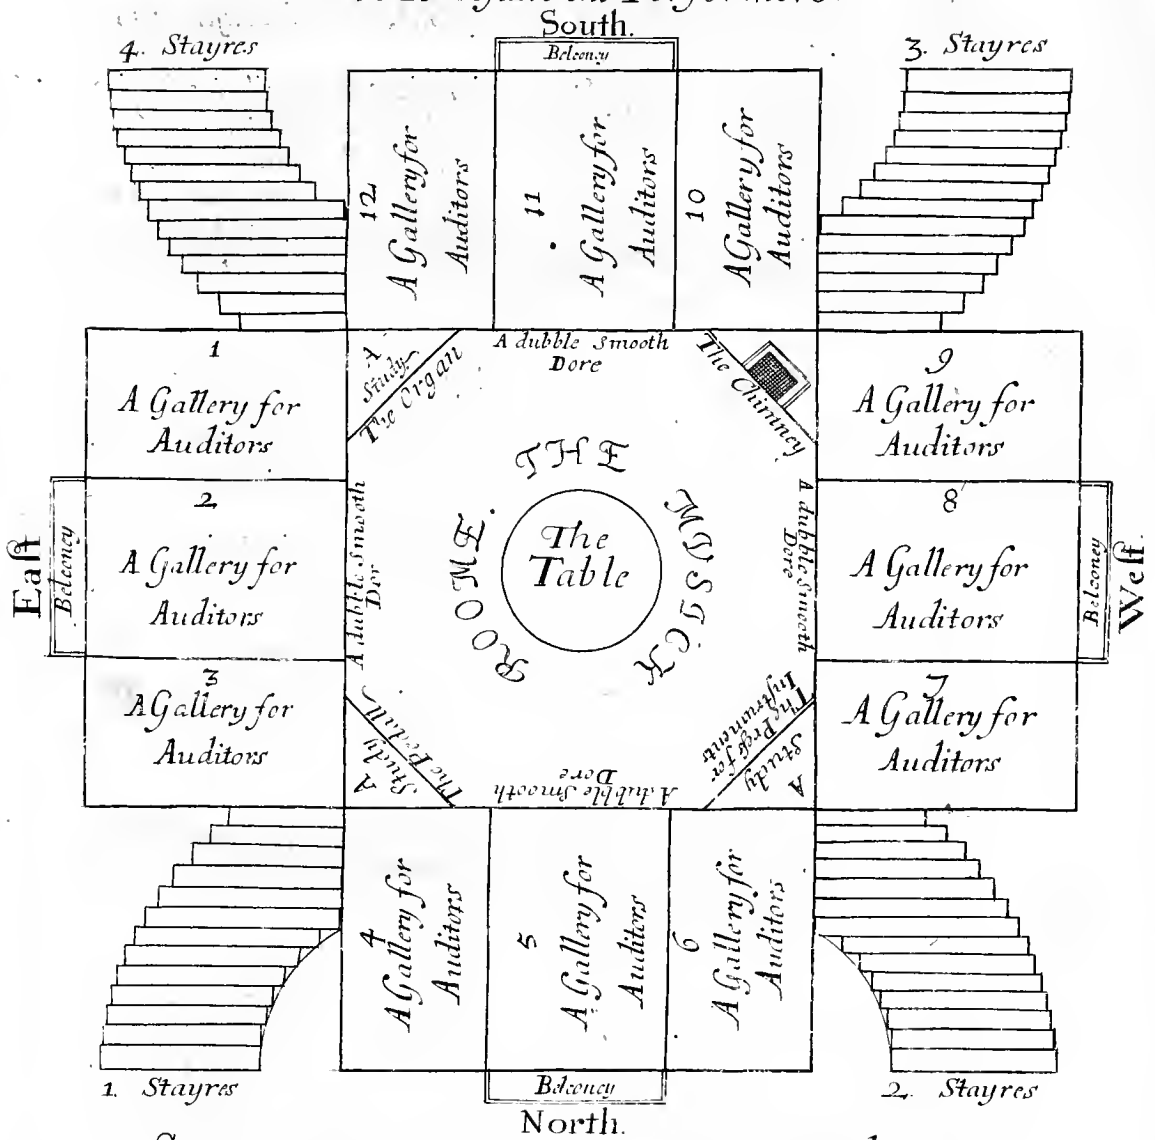 South.
4. Stayres
Belcony
3. Stayres
12
A Gallery for
Auditors
11
A Gallery for
Auditors
10
A Gallery for
Auditors
1
A Gallery for
Auditors
A
Study
The Organ
A dubble Smooth
Dore
The Chimney
9
A Gallery for
Auditors
East
Belconey
2
A Gallery for
Auditors
A dubble Smooth
Dor
THE
MUSICK
ROOME.
The
Table
A dubble Smooth
Dore
8
A Gallery for
Auditors
Belconey
West.
3
A Gallery for
Auditors
The Pedall
Study
A
A dubble Smooth
Dore
The Press for
Instruments
A
Study
7
A Gallery for
Auditors
4
A Gallery for
Auditors
5
A Gallery for
Auditors
6
A Gallery for
Auditors
1. Stayres
Belconey
2. Stayres
North.